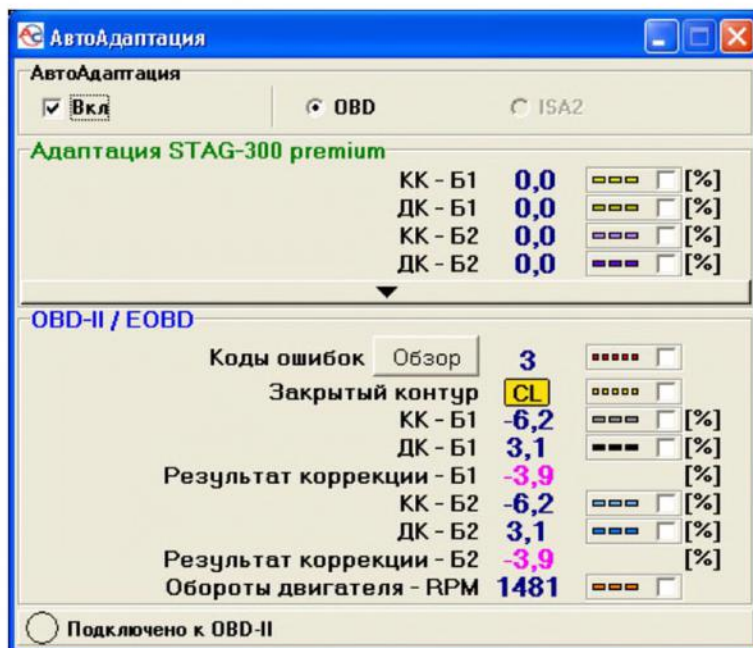 АвтоАдаптация
АвтоАдаптация
Вкл OBD ISA2
Адаптация STAG-300 premium
КК - Б1 0,0 [%]
ДК - Б1 0,0 [%]
КК - Б2 0,0 [%]
ДК - Б2 0,0 [%]
OBD-II / EOBD
Коды ошибок Обзор 3
Закрытый контур CL
КК - Б1 -6,2 [%]
ДК - Б1 3,1 [%]
Результат коррекции - Б1 -3,9 [%]
КК - Б2 -6,2 [%]
ДК - Б2 3,1 [%]
Результат коррекции - Б2 -3,9 [%]
Обороты двигателя - RPM 1481
Подключено к OBD-II